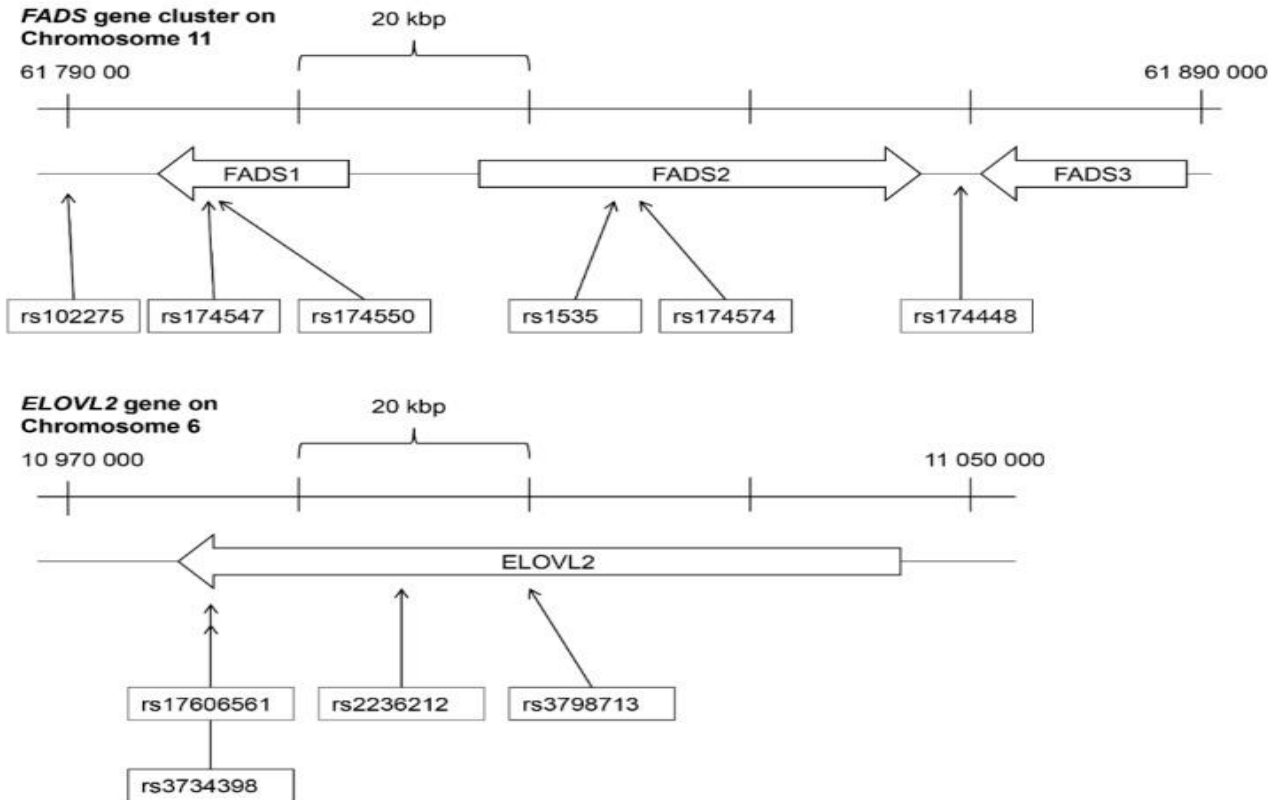 FADS gene cluster on
Chromosome 11
20 kbp
61 790 00
61 890 000
FADS1
FADS2
FADS3
rs102275
rs174547
rs174550
rs1535
rs174574
rs174448
ELOVL2 gene on
Chromosome 6
20 kbp
10 970 000
11 050 000
ELOVL2
rs17606561
rs2236212
rs3798713
rs3734398